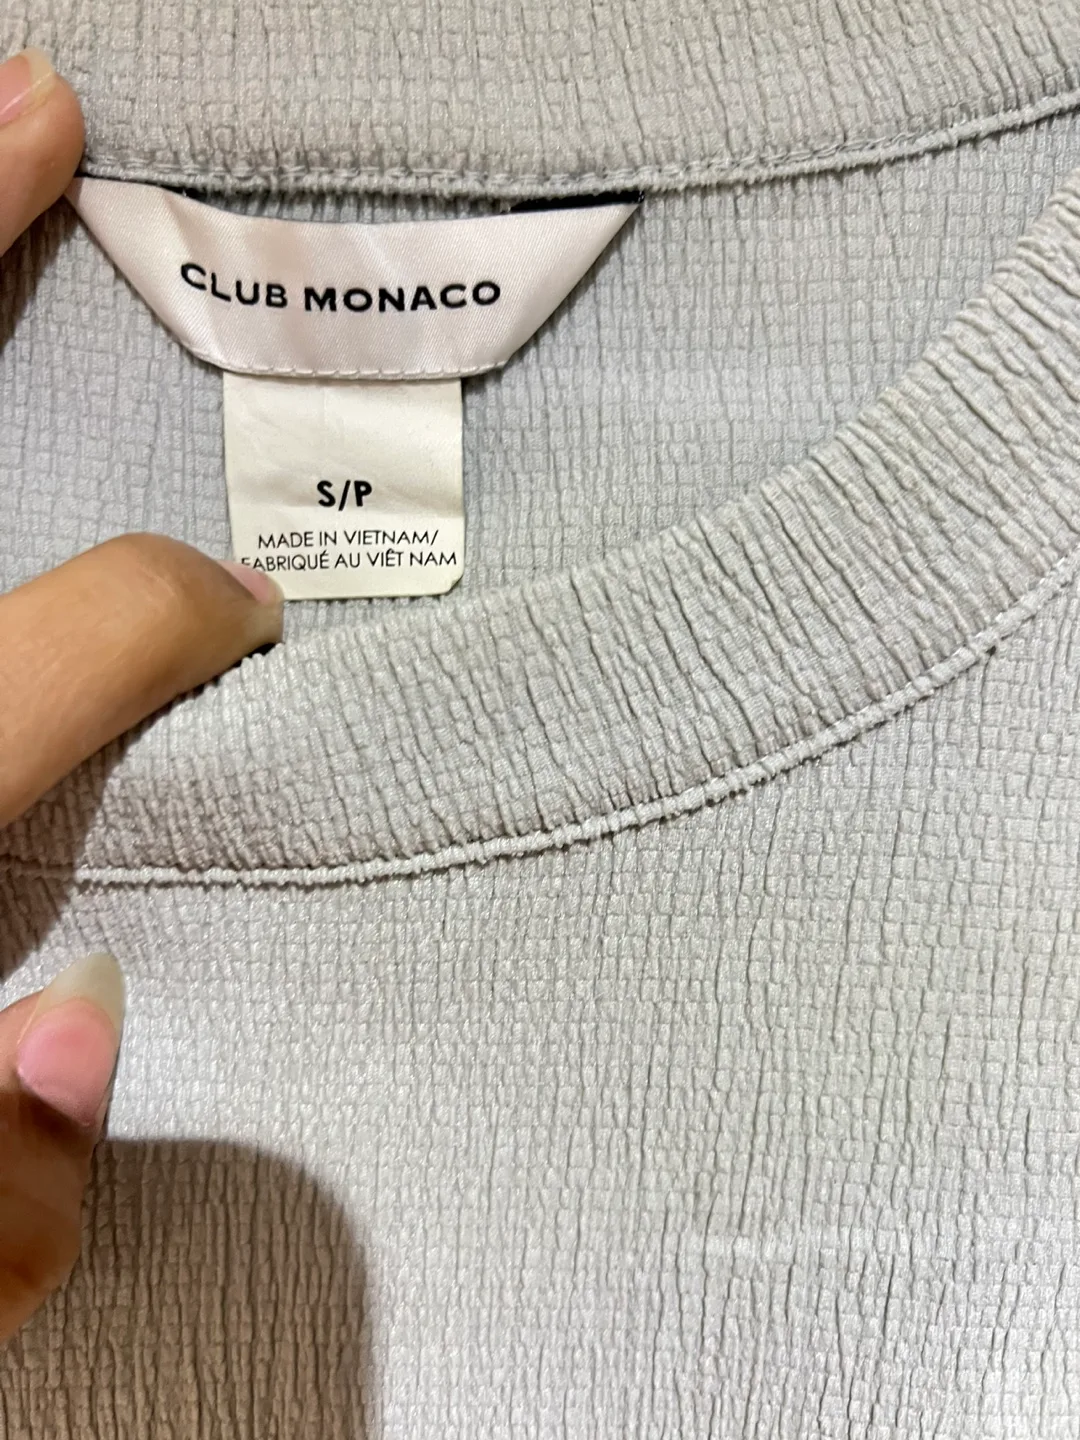 CLUB MONACO
S/P
MADE IN VIETNAM/
FABRIQUÉ AU VIÊT NAM